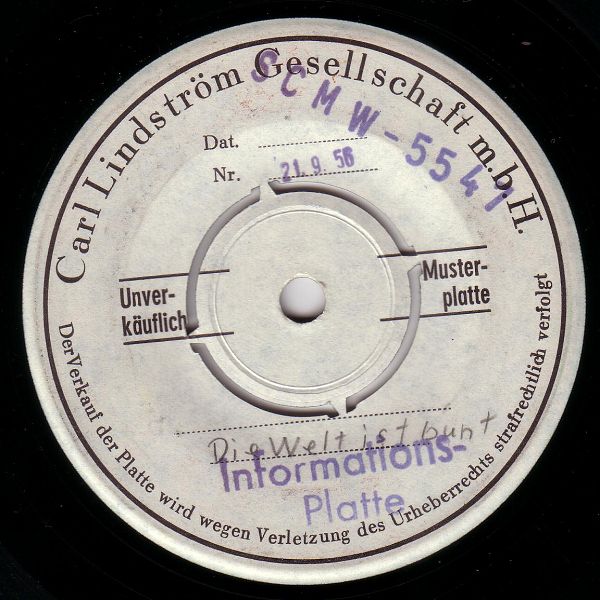 Carl Lindström Gesellschaft m.b.H.
SCMW-5541
Dat.
Nr. 21.9.56
Unver-
käuflich
Muster-
platte
Die Welt ist bunt
Informations-
Platte
Der Verkauf der Platte wird wegen Verletzung des Urheberrechts strafrechtlich verfolgt